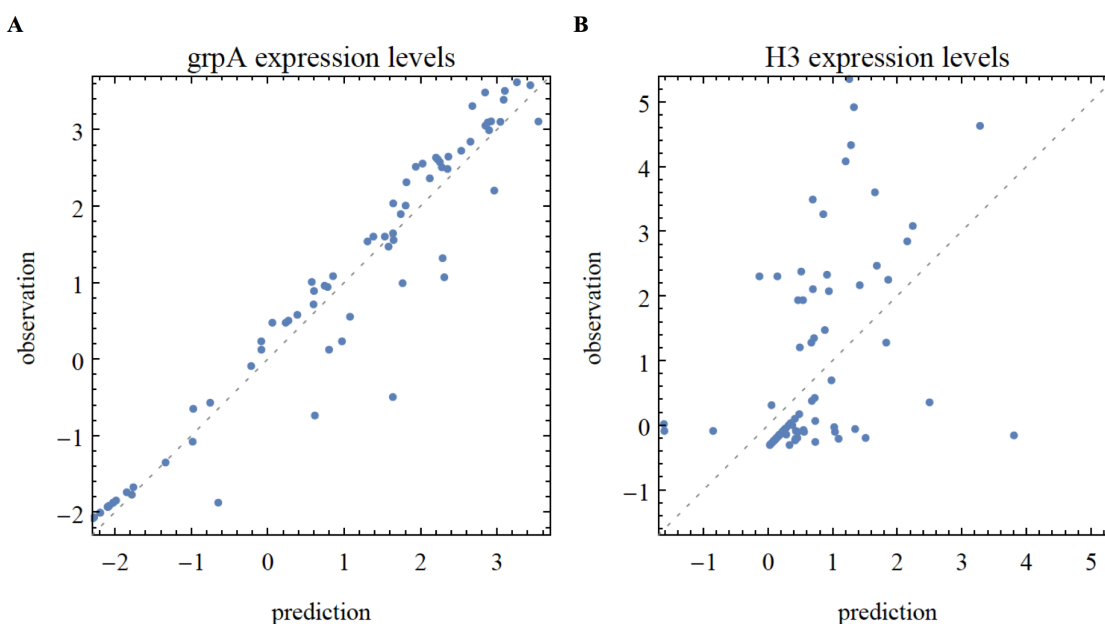 A
grpA expression levels
3
2
1
0
−1
−2
observation
−2 −1 0 1 2 3
prediction
B
H3 expression levels
5
4
3
2
1
0
−1
observation
−1 0 1 2 3 4 5
prediction